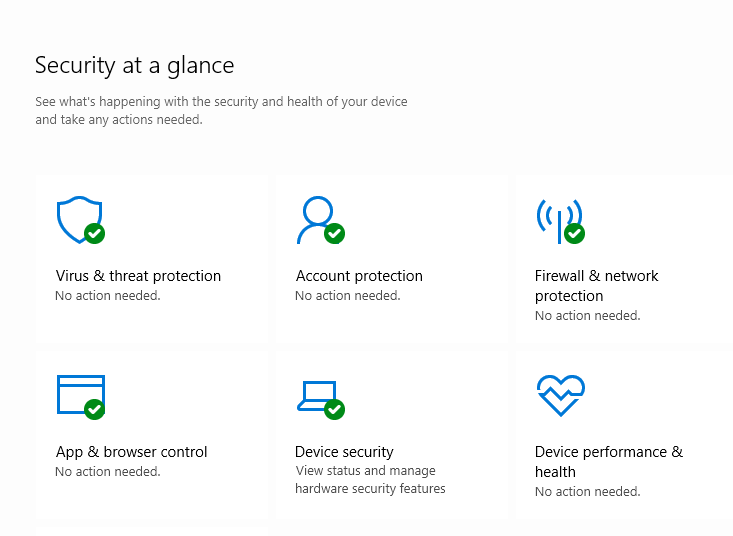 Security at a glance
See what's happening with the security and health of your device
and take any actions needed.
Virus & threat protection
No action needed.
Account protection
No action needed.
Firewall & network
protection
No action needed.
App & browser control
No action needed.
Device security
View status and manage
hardware security features
Device performance &
health
No action needed.